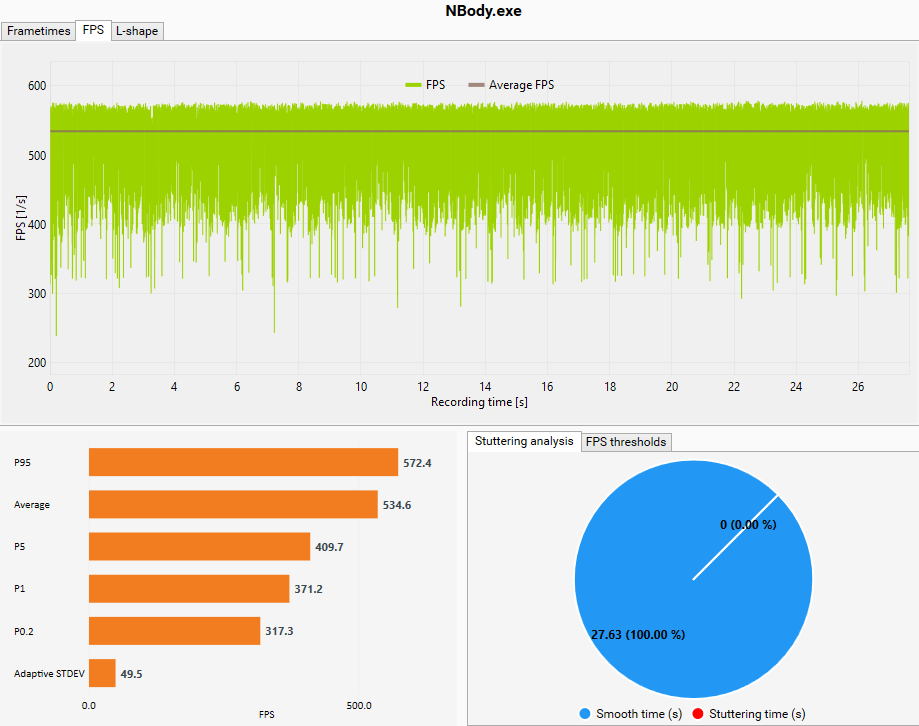 NBody.exe
Frametimes FPS L-shape
FPS Average FPS
600
500
400
300
200
FPS [1/s]
0 2 4 6 8 10 12 14 16 18 20 22 24 26
Recording time [s]
P95 572.4
Average 534.6
P5 409.7
P1 371.2
P0.2 317.3
Adaptive STDEV 49.5
0.0 500.0
FPS
Stuttering analysis FPS thresholds
0 (0.00 %)
27.63 (100.00 %)
Smooth time (s) Stuttering time (s)